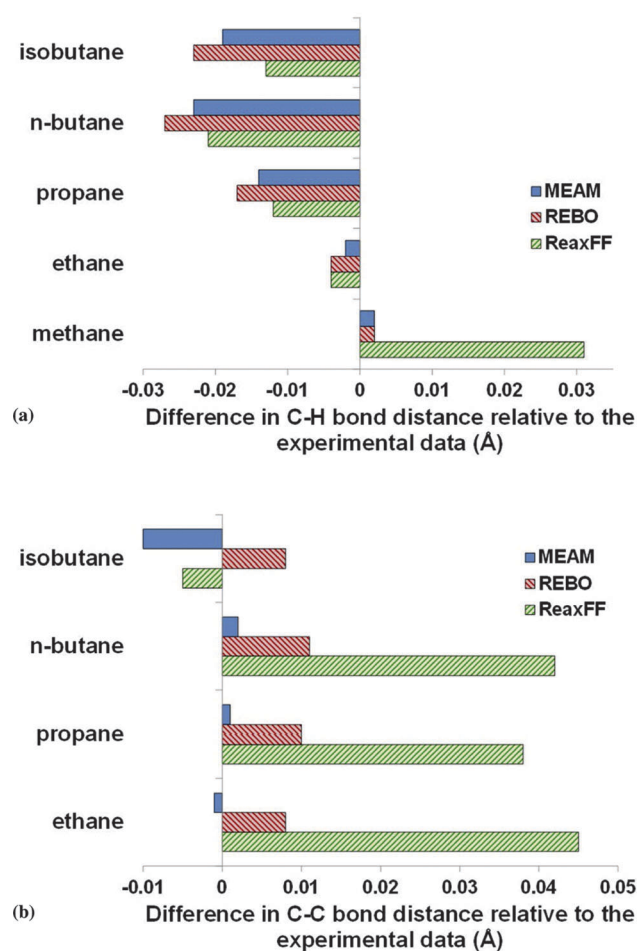 isobutane
n-butane
propane
ethane
methane
MEAM
REBO
ReaxFF
-0.03 -0.02 -0.01 0 0.01 0.02 0.03
(a) Difference in C-H bond distance relative to the
experimental data (Å)
isobutane
n-butane
propane
ethane
MEAM
REBO
ReaxFF
-0.01 0 0.01 0.02 0.03 0.04 0.05
(b) Difference in C-C bond distance relative to the
experimental data (Å)